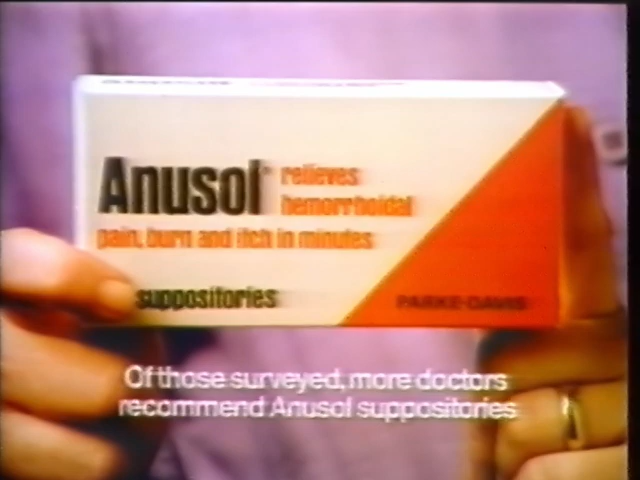 Anusol relieves
hemorrhoidal
pain, burn and itch in minutes
suppositories
PARKE-DAVIS
Of those surveyed, more doctors
recommend Anusol suppositories